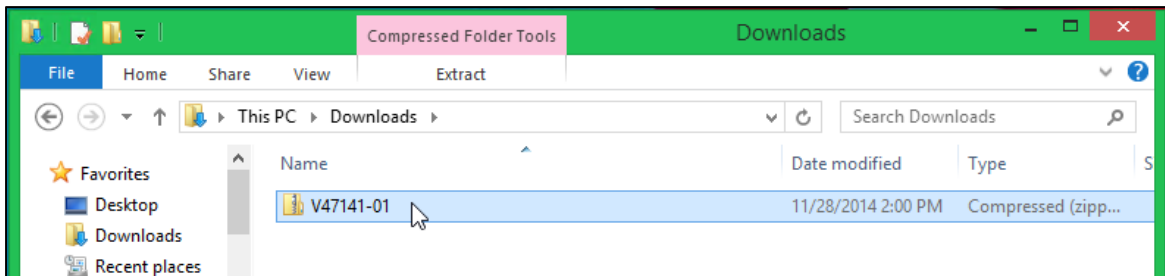 Compressed Folder Tools Downloads
File Home Share View Extract
This PC Downloads Search Downloads
Favorites Name Date modified Type S
Desktop V47141-01 11/28/2014 2:00 PM Compressed (zipp...
Downloads
Recent places